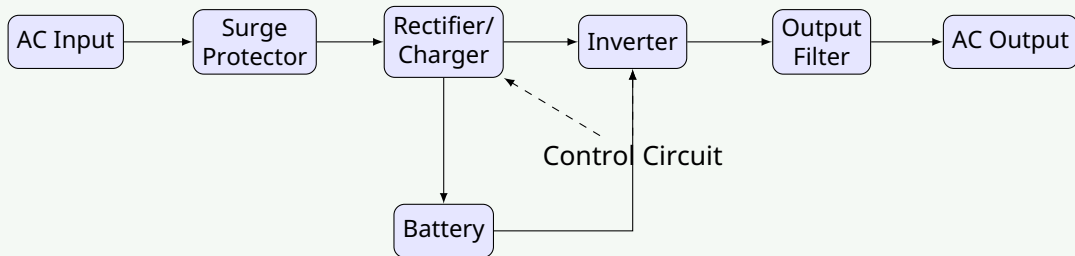 AC Input
Surge
Protector
Rectifier/
Charger
Inverter
Output
Filter
AC Output
Control Circuit
Battery